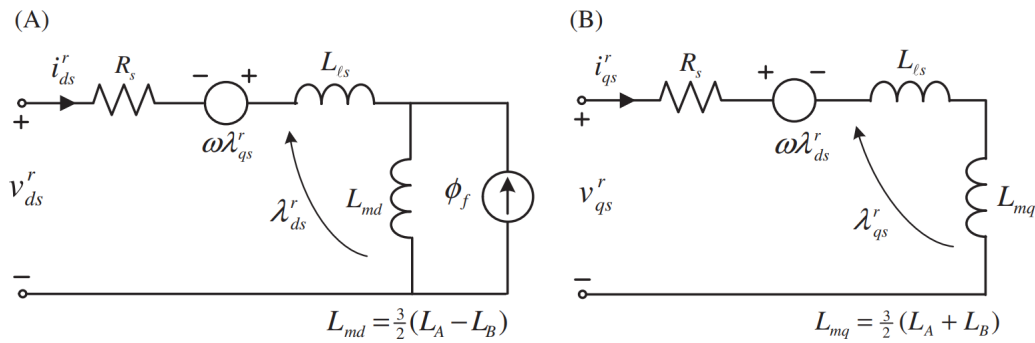 (A)
i^r_ds
R_s
− +
L_ℓs
ωλ^r_qs
+
v^r_ds
−
λ^r_ds
L_md
ϕ_f
L_md = 3/2 (L_A − L_B)
(B)
i^r_qs
R_s
+ −
L_ℓs
ωλ^r_ds
+
v^r_qs
−
λ^r_qs
L_mq
L_mq = 3/2 (L_A + L_B)